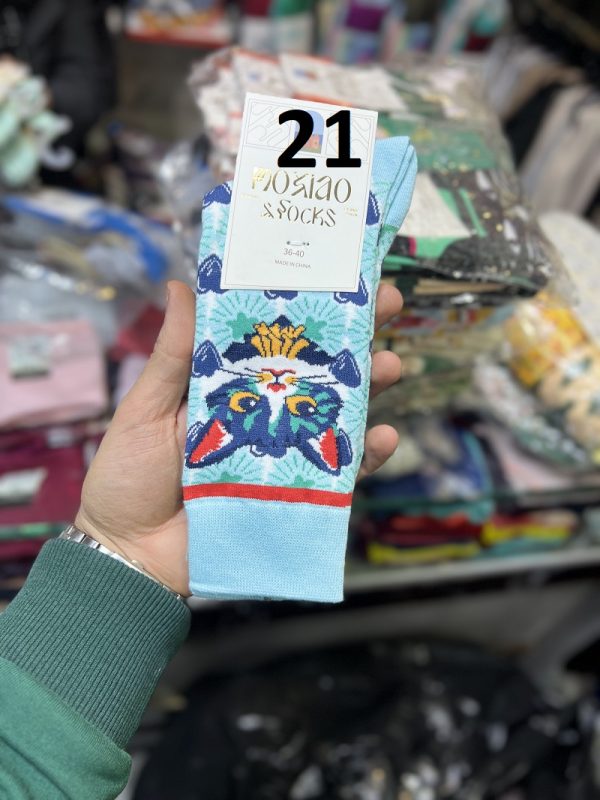 21
MOXIAO
& SOCKS
36-40
MADE IN CHINA